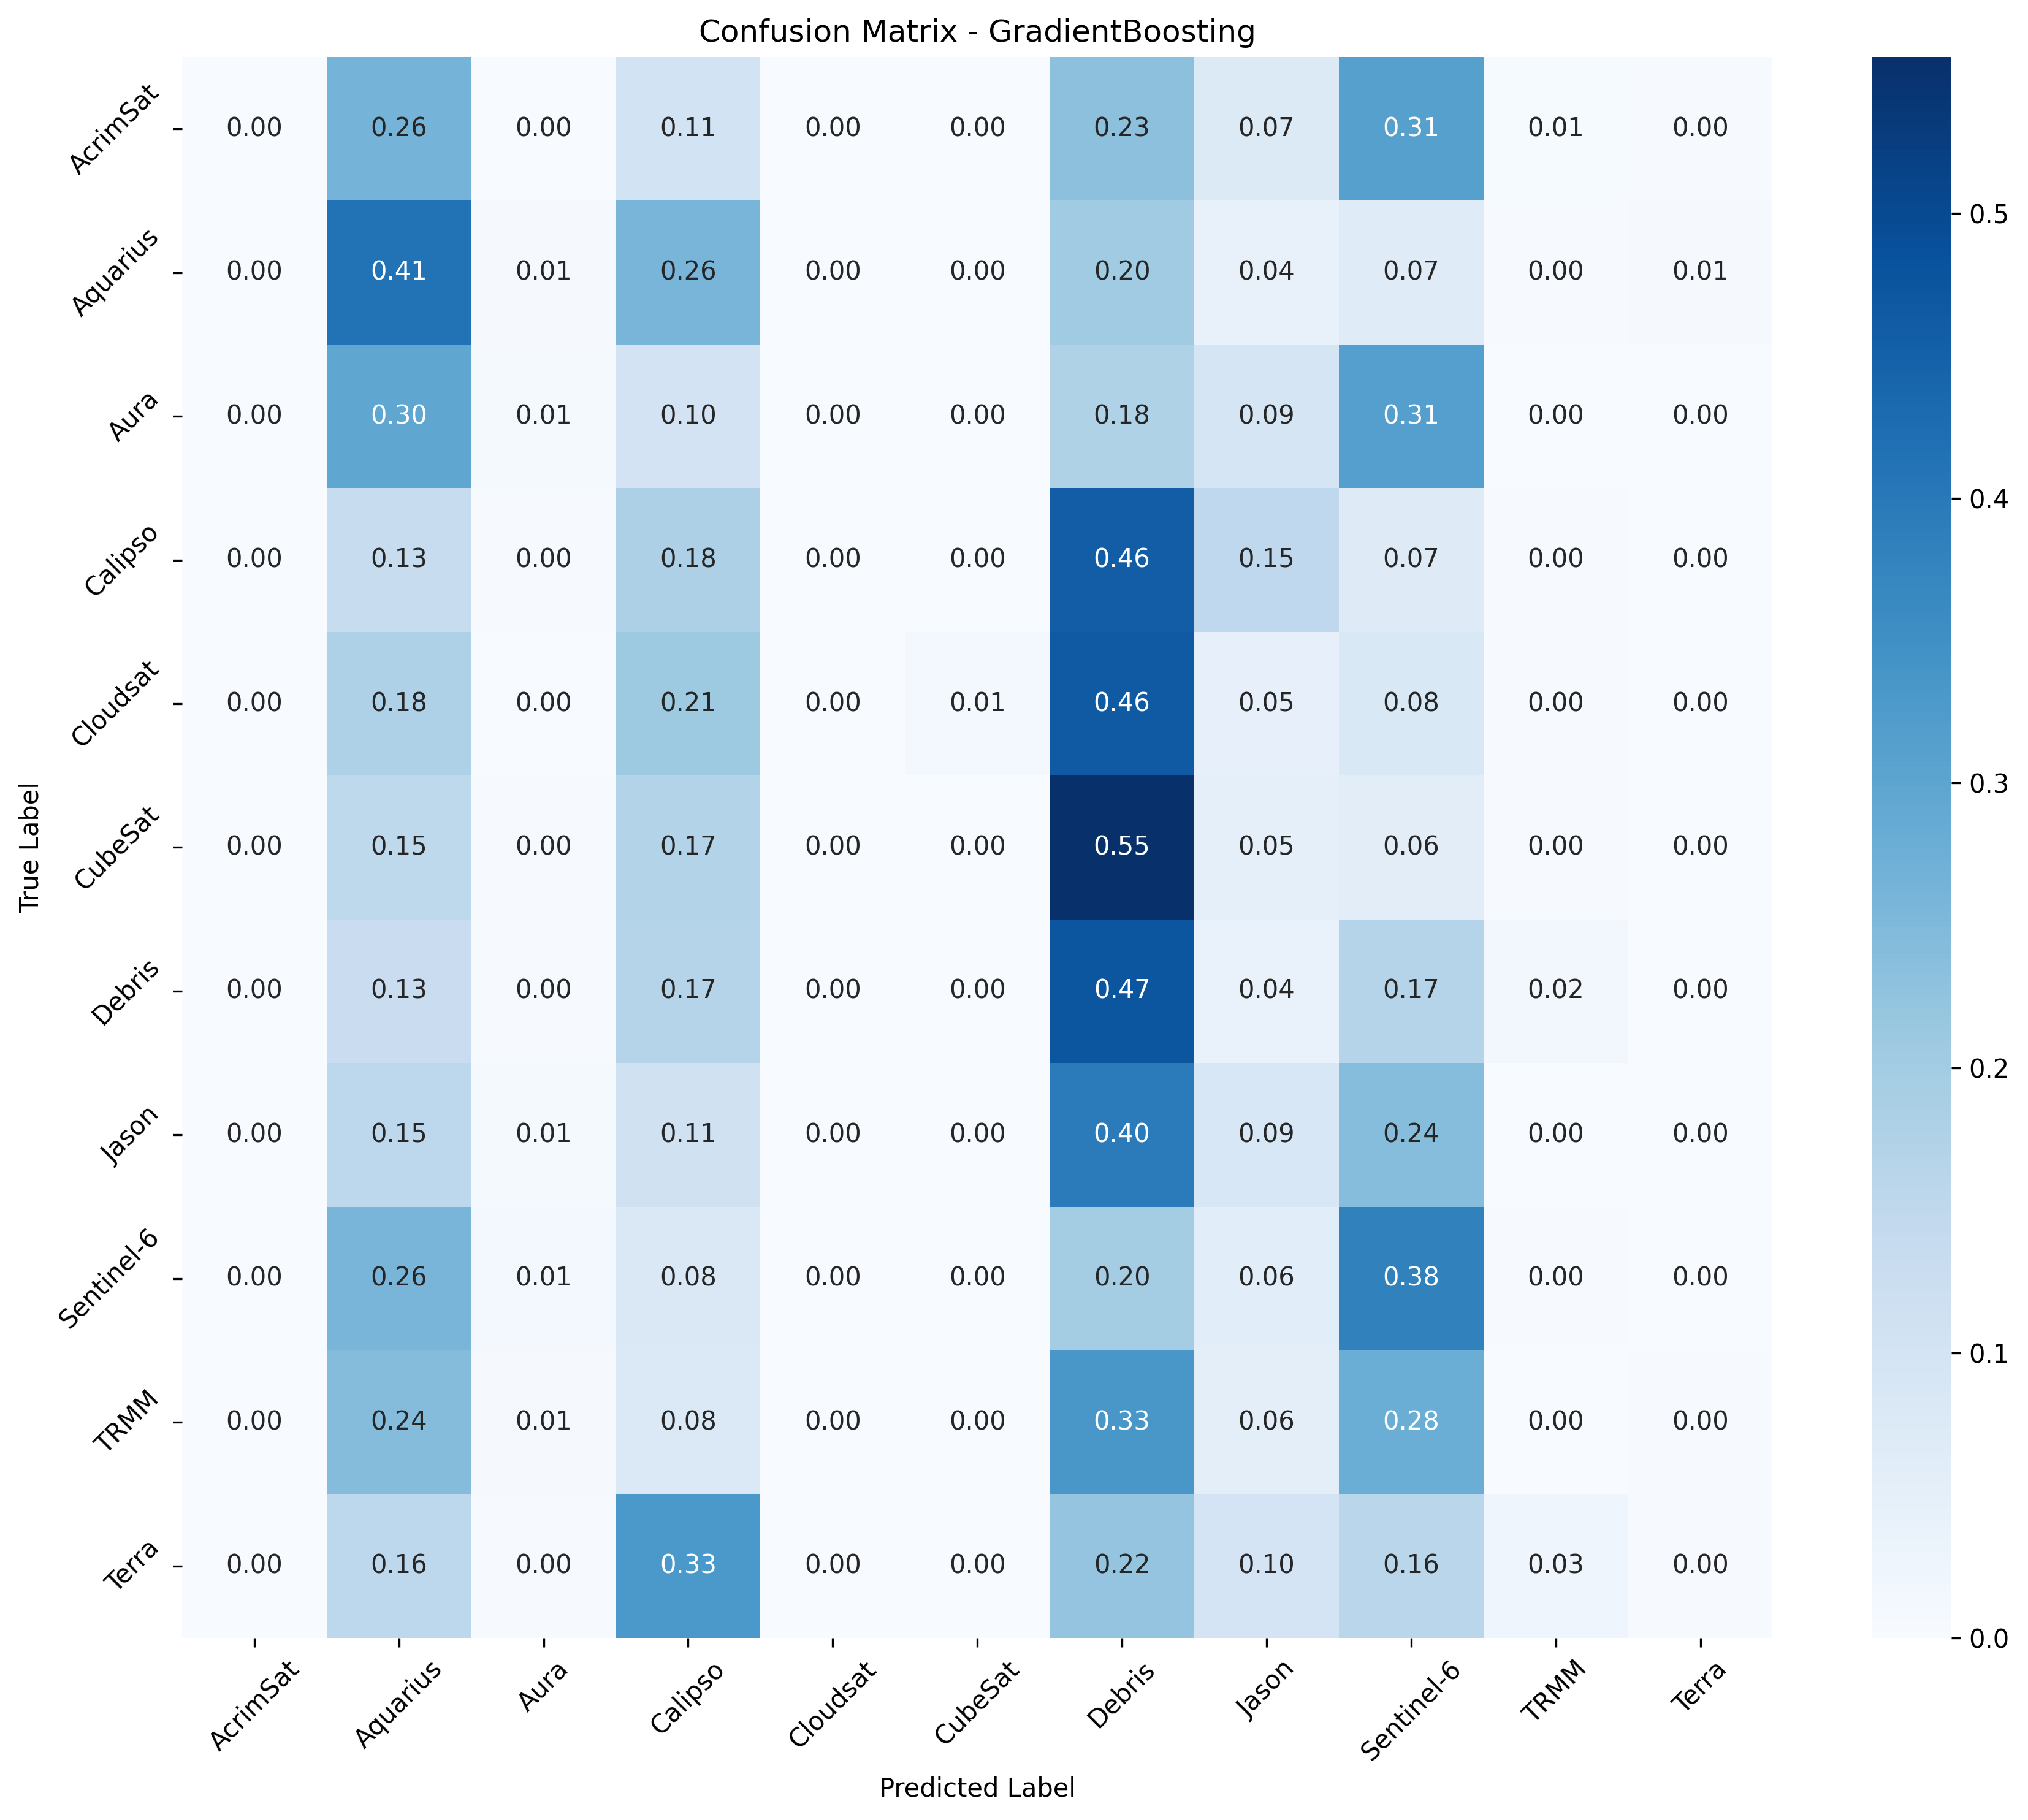 Confusion Matrix - GradientBoosting
True Label
AcrimSat 0.00 0.26 0.00 0.11 0.00 0.00 0.23 0.07 0.31 0.01 0.00
Aquarius 0.00 0.41 0.01 0.26 0.00 0.00 0.20 0.04 0.07 0.00 0.01
Aura 0.00 0.30 0.01 0.10 0.00 0.00 0.18 0.09 0.31 0.00 0.00
Calipso 0.00 0.13 0.00 0.18 0.00 0.00 0.46 0.15 0.07 0.00 0.00
Cloudsat 0.00 0.18 0.00 0.21 0.00 0.01 0.46 0.05 0.08 0.00 0.00
CubeSat 0.00 0.15 0.00 0.17 0.00 0.00 0.55 0.05 0.06 0.00 0.00
Debris 0.00 0.13 0.00 0.17 0.00 0.00 0.47 0.04 0.17 0.02 0.00
Jason 0.00 0.15 0.01 0.11 0.00 0.00 0.40 0.09 0.24 0.00 0.00
Sentinel-6 0.00 0.26 0.01 0.08 0.00 0.00 0.20 0.06 0.38 0.00 0.00
TRMM 0.00 0.24 0.01 0.08 0.00 0.00 0.33 0.06 0.28 0.00 0.00
Terra 0.00 0.16 0.00 0.33 0.00 0.00 0.22 0.10 0.16 0.03 0.00
AcrimSat Aquarius Aura Calipso Cloudsat CubeSat Debris Jason Sentinel-6 TRMM Terra
Predicted Label
0.5
0.4
0.3
0.2
0.1
0.0